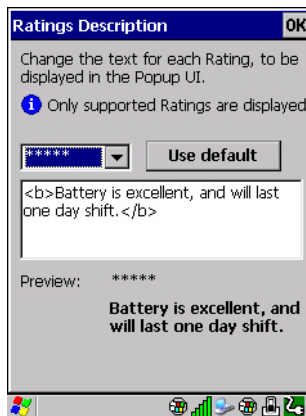 Ratings Description OK
Change the text for each Rating, to be
displayed in the Popup UI.
Only supported Ratings are displayed
***** Use default
<b>Battery is excellent, and will last
one day shift.</b>
Preview: *****
Battery is excellent, and
will last one day shift.